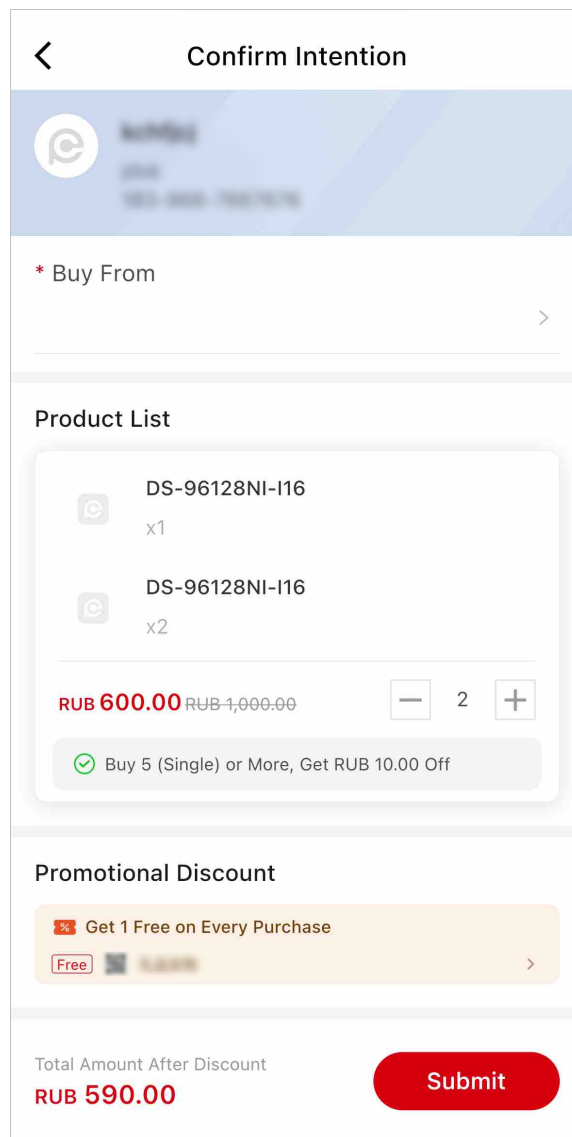 Confirm Intention
* Buy From
Product List
DS-96128NI-I16
x1
DS-96128NI-I16
x2
RUB 600.00 RUB 1,000.00
2
Buy 5 (Single) or More, Get RUB 10.00 Off
Promotional Discount
Get 1 Free on Every Purchase
Free
Total Amount After Discount
RUB 590.00
Submit